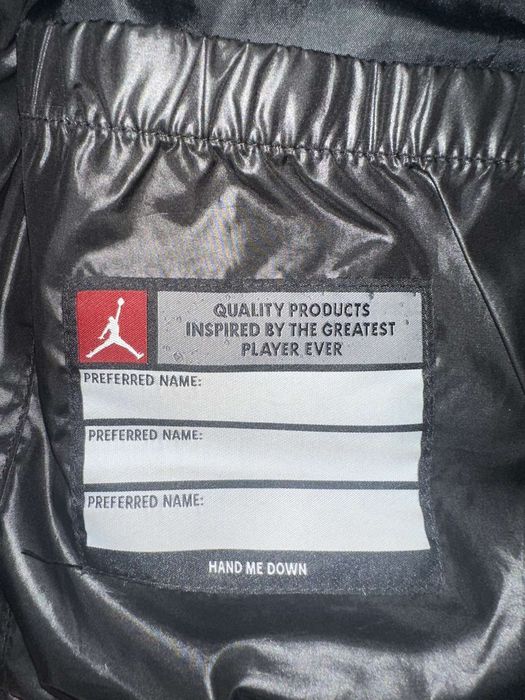 QUALITY PRODUCTS
INSPIRED BY THE GREATEST
PLAYER EVER
PREFERRED NAME:
PREFERRED NAME:
PREFERRED NAME:
HAND ME DOWN